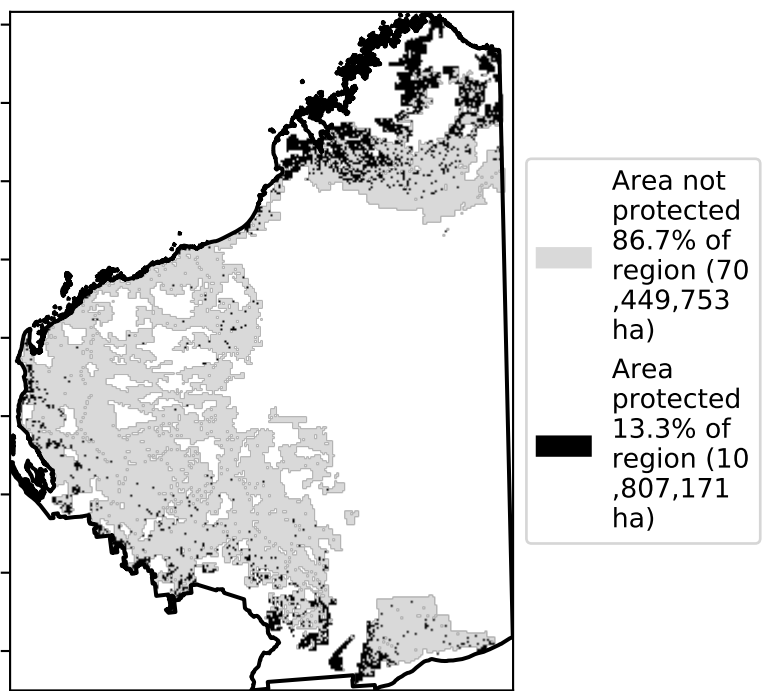 Area not
protected
86.7% of
region (70
,449,753
ha)
Area
protected
13.3% of
region (10
,807,171
ha)